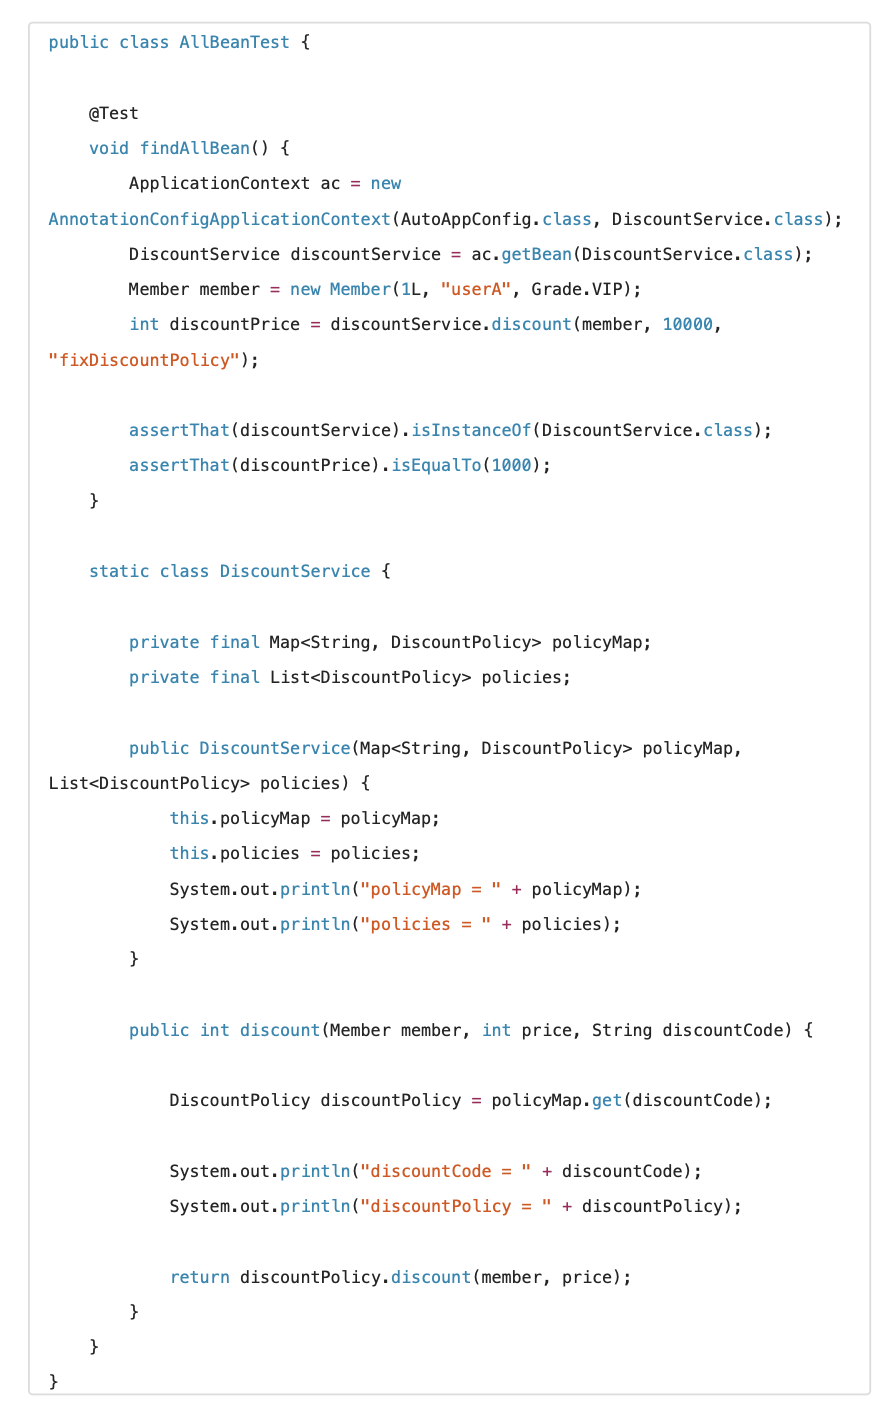 public class AllBeanTest {
@Test
void findAllBean() {
ApplicationContext ac = new
AnnotationConfigApplicationContext(AutoAppConfig.class, DiscountService.class);
DiscountService discountService = ac.getBean(DiscountService.class);
Member member = new Member(1L, "userA", Grade.VIP);
int discountPrice = discountService.discount(member, 10000,
"fixDiscountPolicy");
assertThat(discountService).isInstanceOf(DiscountService.class);
assertThat(discountPrice).isEqualTo(1000);
}
static class DiscountService {
private final Map<String, DiscountPolicy> policyMap;
private final List<DiscountPolicy> policies;
public DiscountService(Map<String, DiscountPolicy> policyMap,
List<DiscountPolicy> policies) {
this.policyMap = policyMap;
this.policies = policies;
System.out.println("policyMap = " + policyMap);
System.out.println("policies = " + policies);
}
public int discount(Member member, int price, String discountCode) {
DiscountPolicy discountPolicy = policyMap.get(discountCode);
System.out.println("discountCode = " + discountCode);
System.out.println("discountPolicy = " + discountPolicy);
return discountPolicy.discount(member, price);
}
}
}